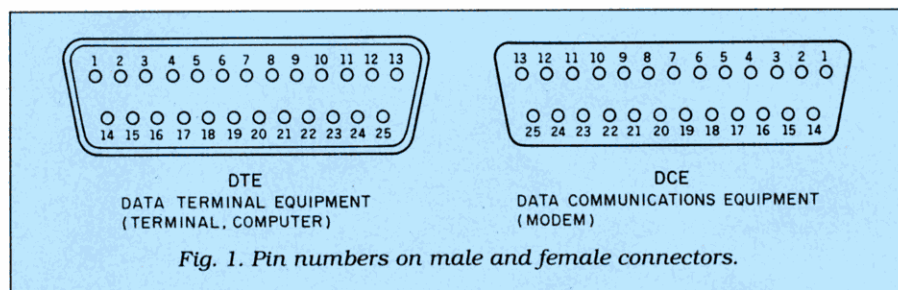 1 2 3 4 5 6 7 8 9 10 11 12 13
14 15 16 17 18 19 20 21 22 23 24 25
DTE
DATA TERMINAL EQUIPMENT
(TERMINAL, COMPUTER)
13 12 11 10 9 8 7 6 5 4 3 2 1
25 24 23 22 21 20 19 18 17 16 15 14
DCE
DATA COMMUNICATIONS EQUIPMENT
(MODEM)
Fig. 1. Pin numbers on male and female connectors.